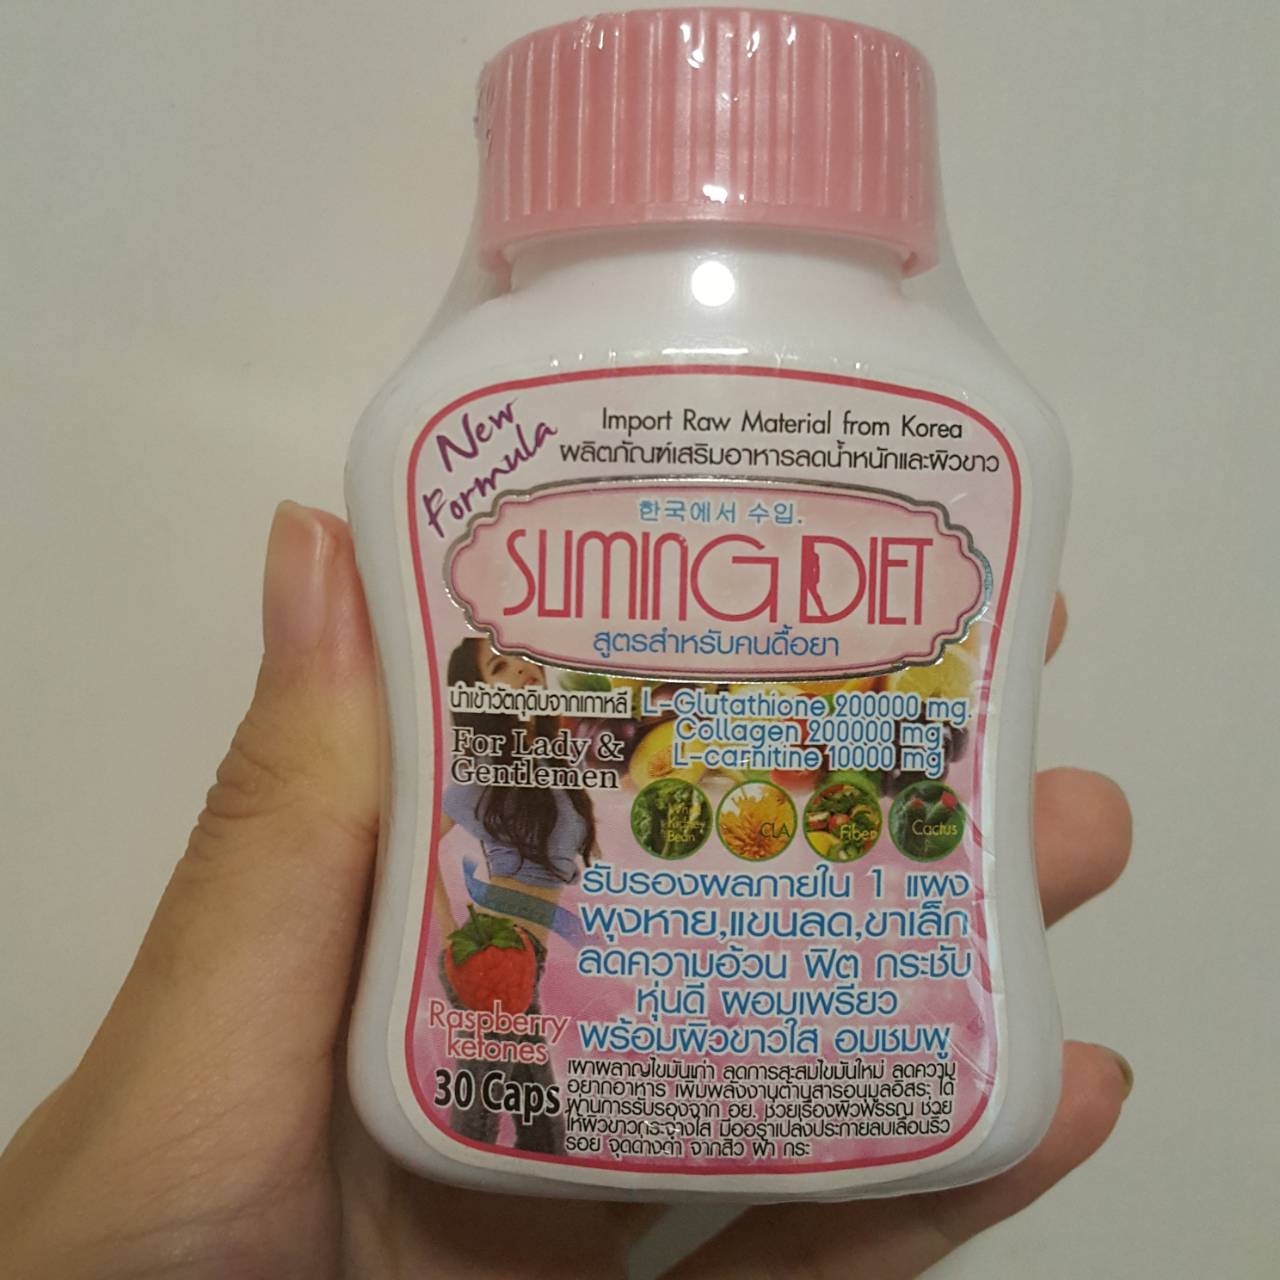 New
Formula
Import Raw Material from Korea
ผลิตภัณฑ์เสริมอาหารลดน้ำหนักและผิวขาว
한국에서 수입.
SLIMING DIET
สูตรสำหรับคนดื้อยา
นำเข้าวัตถุดิบจากเกาหลี
L-Glutathione 200000 mg.
Collagen 200000 mg
L-carnitine 10000 mg
For Lady &
Gentlemen
White
Kidney
Bean
CLA
Fiber
Cactus
รับรองผลภายใน 1 แผง
พุงหาย,แขนลด,ขาเล็ก
ลดความอ้วน ฟิต กระชับ
หุ่นดี ผอมเพรียว
พร้อมผิวขาวใส อมชมพู
Raspberry
ketones
30 Caps
เผาผลาญไขมันเก่า ลดการสะสมไขมันใหม่ ลดความ
อยากอาหาร เพิ่มพลังงานต้านสารอนุมูลอิสระ ได้
ผ่านการรับรองจาก อย. ช่วยเรื่องผิวพรรณ ช่วย
ให้ผิวขาวกระจ่างใส มีออร่าเปล่งประกายลบเลือนริ้ว
รอย จุดด่างดำ จากสิว ฝ้า กระ